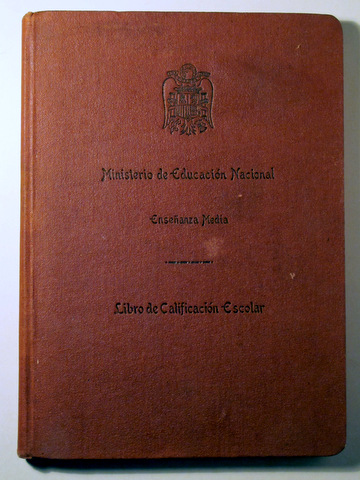 Ministerio de Educación Nacional
Enseñanza Media
Libro de Calificación Escolar